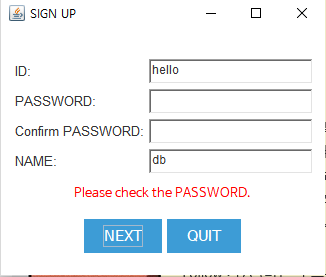 SIGN UP
ID: hello
PASSWORD:
Confirm PASSWORD:
NAME: db
Please check the PASSWORD.
NEXT QUIT